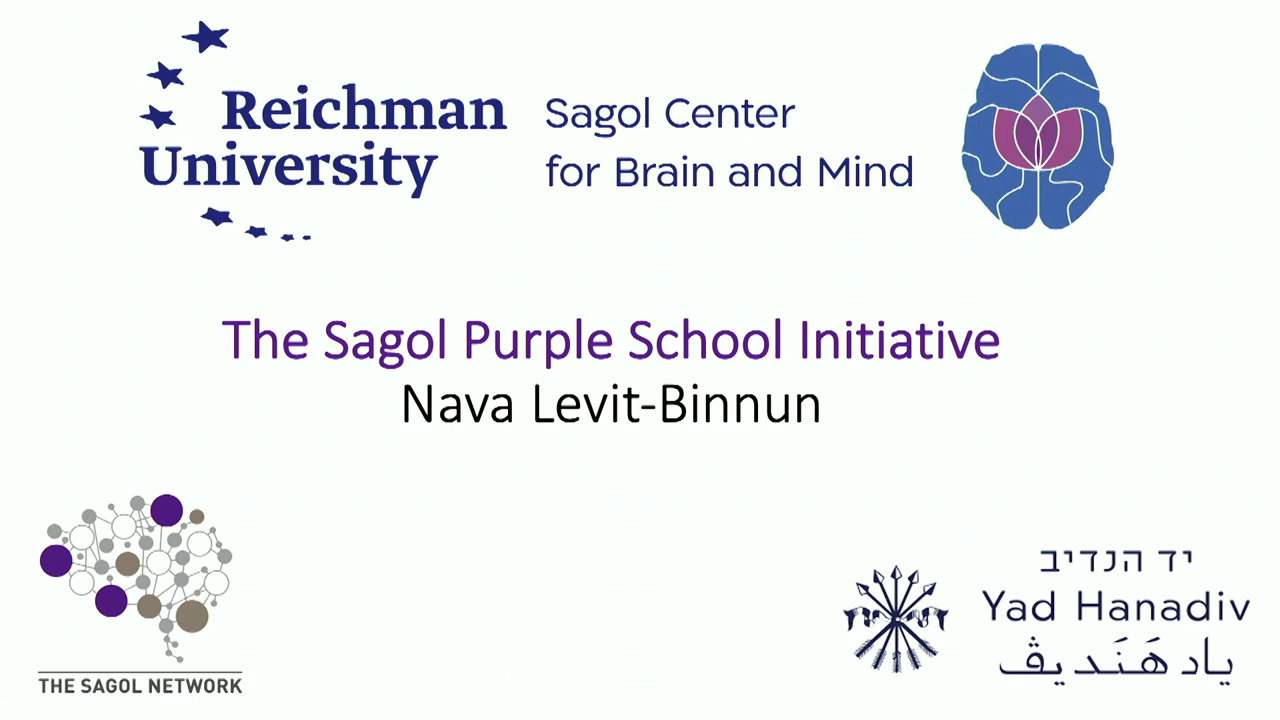 Reichman
University
Sagol Center
for Brain and Mind
The Sagol Purple School Initiative
Nava Levit-Binnun
THE SAGOL NETWORK
יד הנדיב
Yad Hanadiv
ياد هَنَديڤ